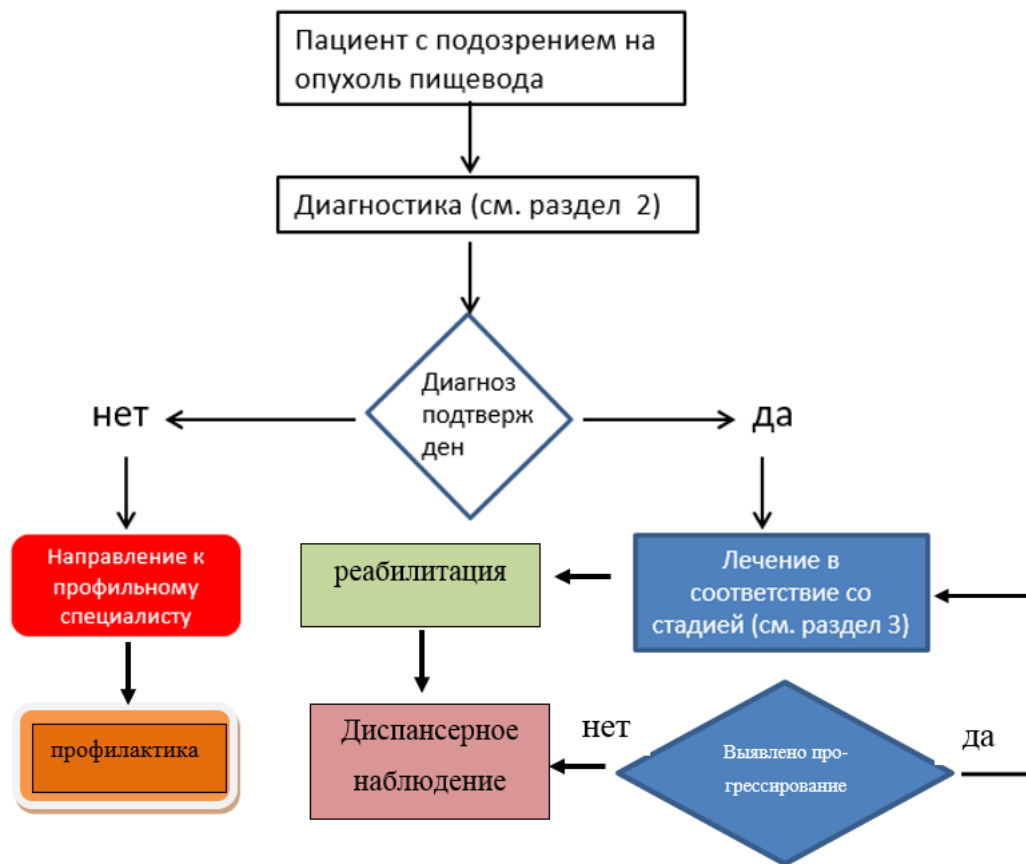 Пациент с подозрением на
опухоль пищевода
Диагностика (см. раздел 2)
Диагноз
подтверж
ден
нет
да
Направление к
профильному
специалисту
реабилитация
Лечение в
соответствие со
стадией (см. раздел 3)
профилактика
Диспансерное
наблюдение
нет
Выявлено про-
грессирование
да